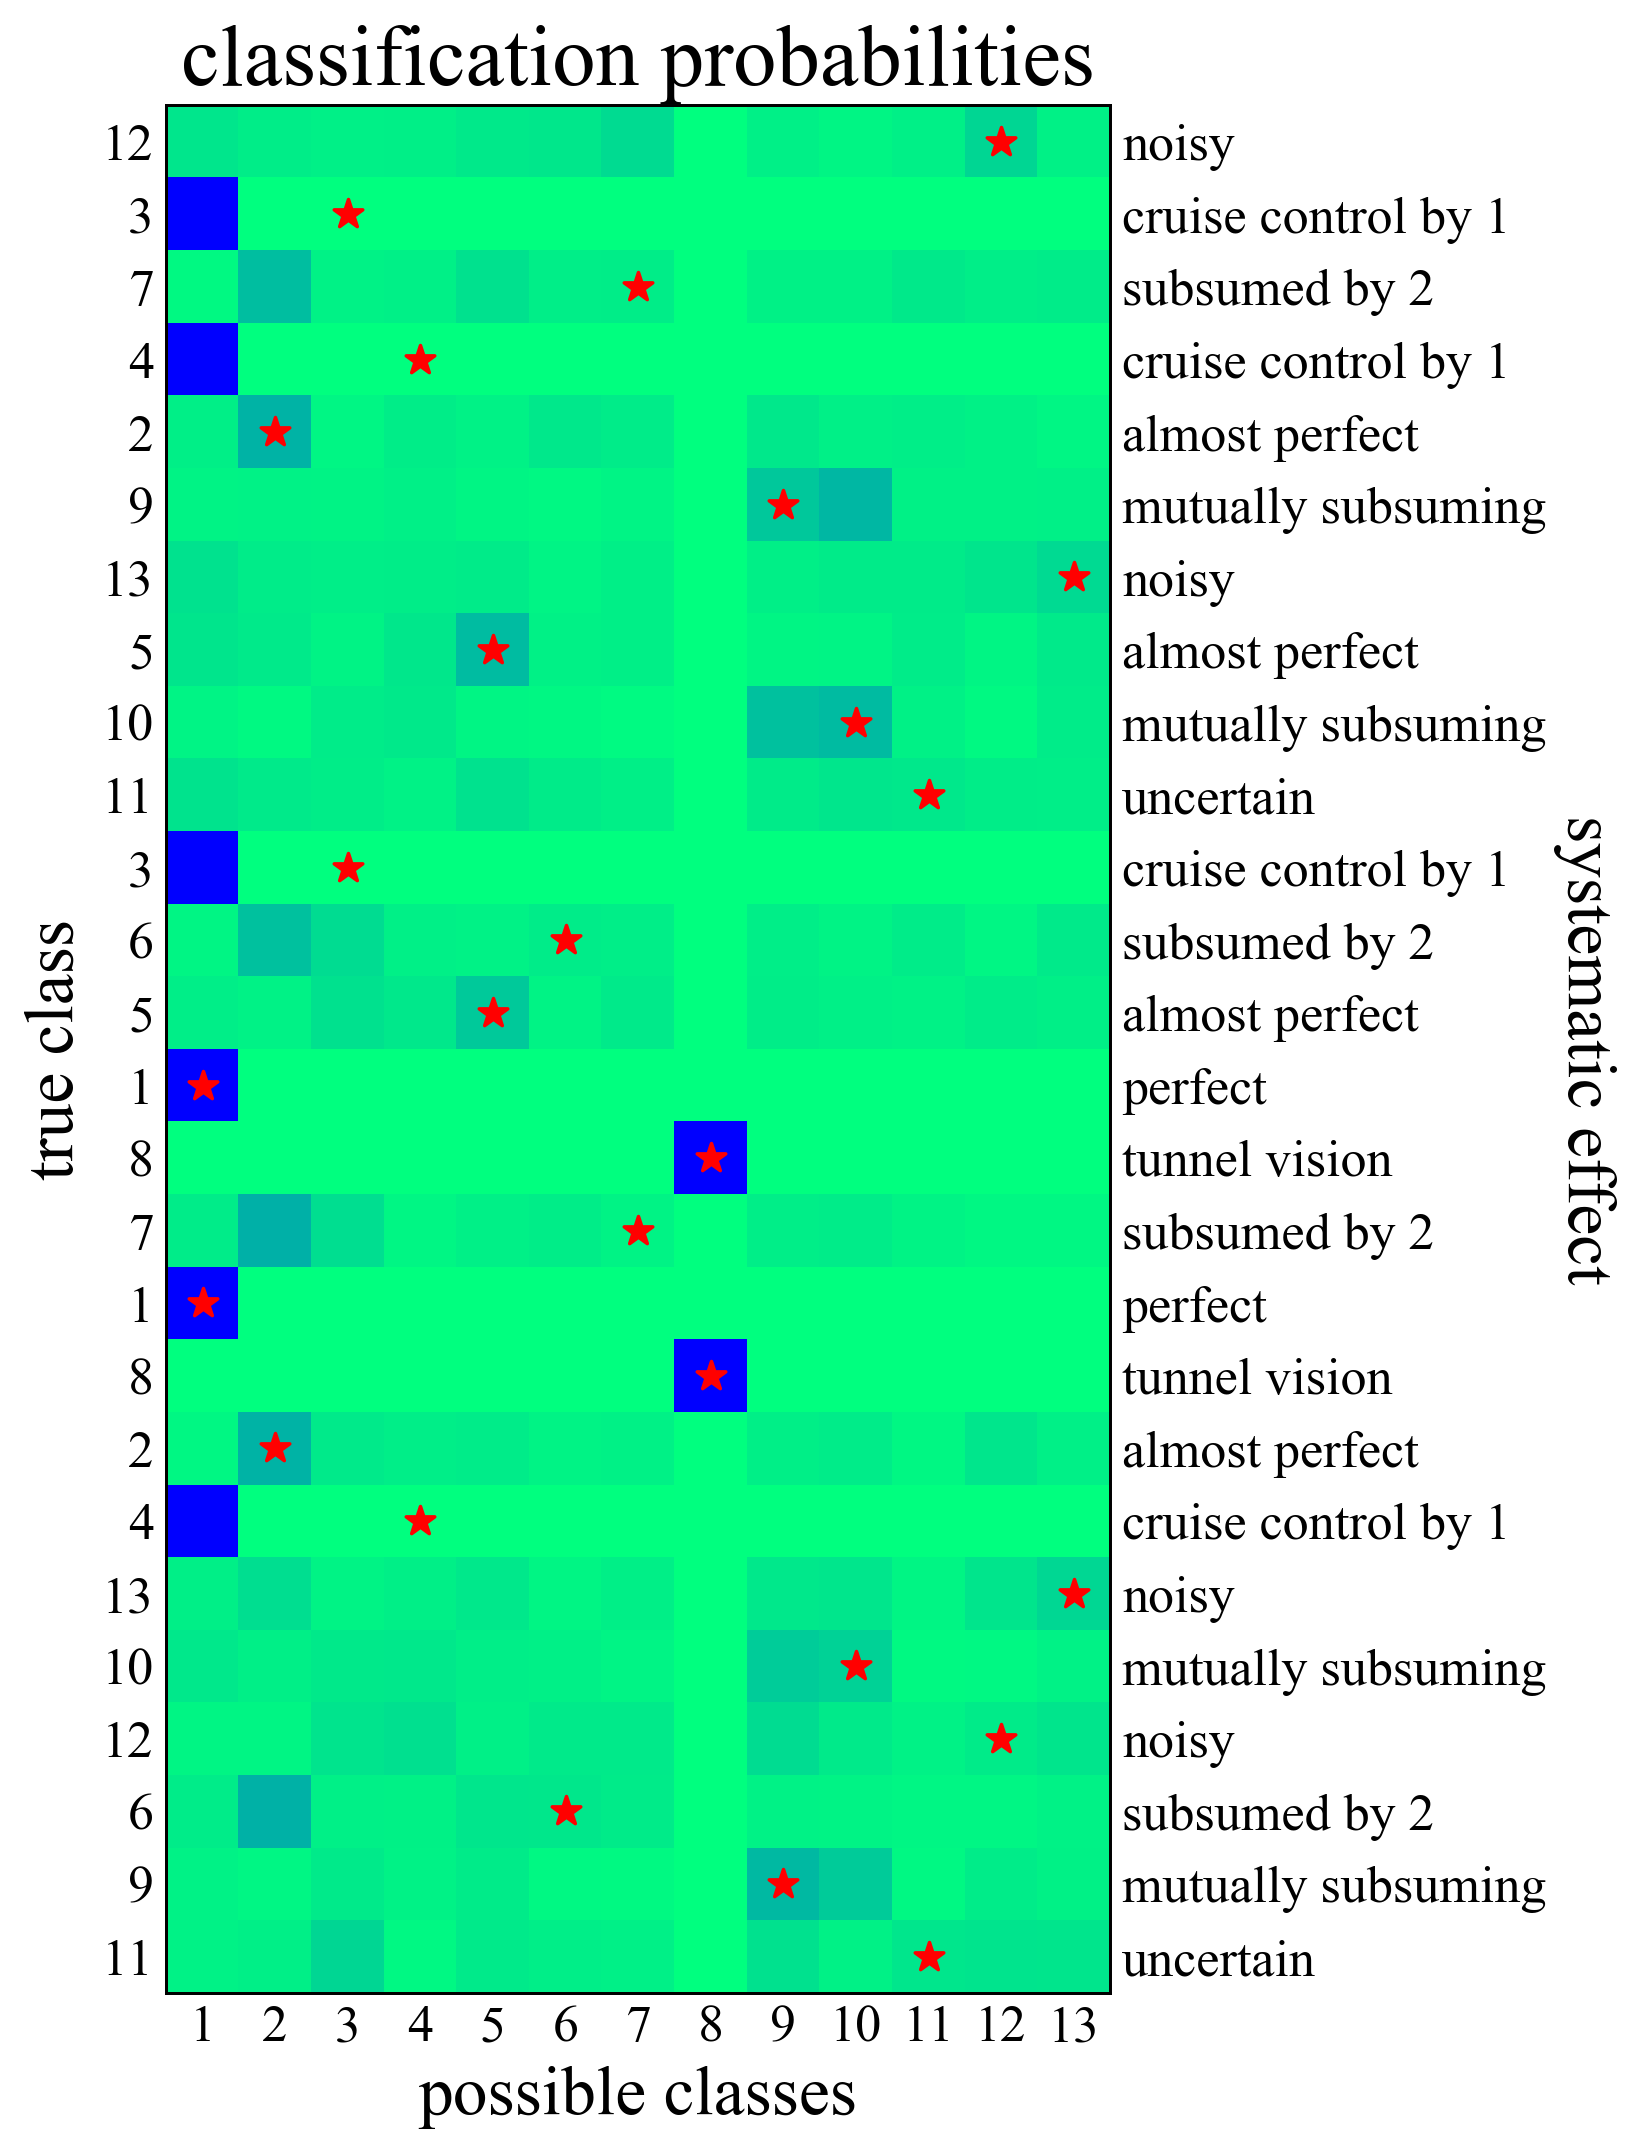 classification probabilities
12 noisy
3 cruise control by 1
7 subsumed by 2
4 cruise control by 1
2 almost perfect
9 mutually subsuming
13 noisy
5 almost perfect
10 mutually subsuming
11 uncertain
3 cruise control by 1
6 subsumed by 2
5 almost perfect
1 perfect
8 tunnel vision
7 subsumed by 2
1 perfect
8 tunnel vision
2 almost perfect
4 cruise control by 1
13 noisy
10 mutually subsuming
12 noisy
6 subsumed by 2
9 mutually subsuming
11 uncertain
1 2 3 4 5 6 7 8 9 10 11 12 13
possible classes
true class
systematic effect